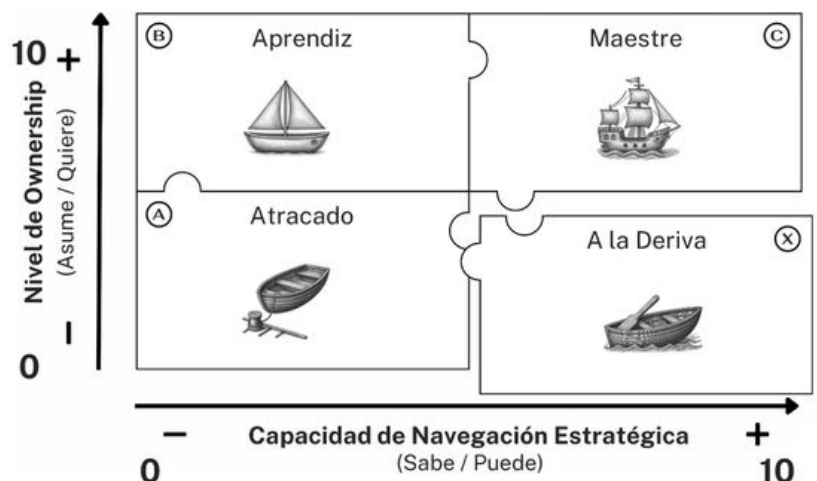 10 +
Nivel de Ownership
(Asume / Quiere)
−
0
B
Aprendiz
Maestre
C
A
Atracado
A la Deriva
X
−
Capacidad de Navegación Estratégica
+
0
(Sabe / Puede)
10